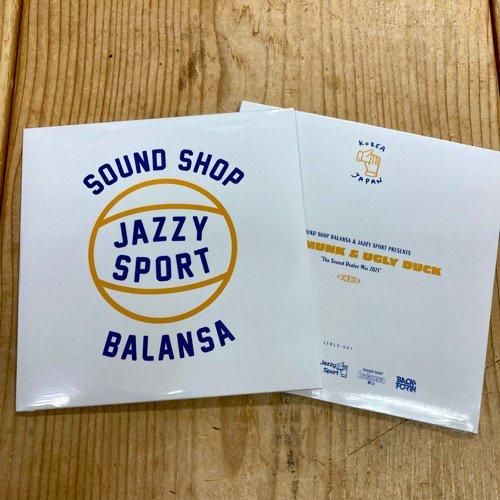 SOUND SHOP
JAZZY
SPORT
BALANSA
KOREA
JAPAN
SHOP BALANSA & JAZZY SPORT PRESENTS
MUNK & UGLY DUCK
"The Sound Dealer Mix 2021"
Jazzy
Sport
SOUND SHOP
balansa
BACK&
FORTH